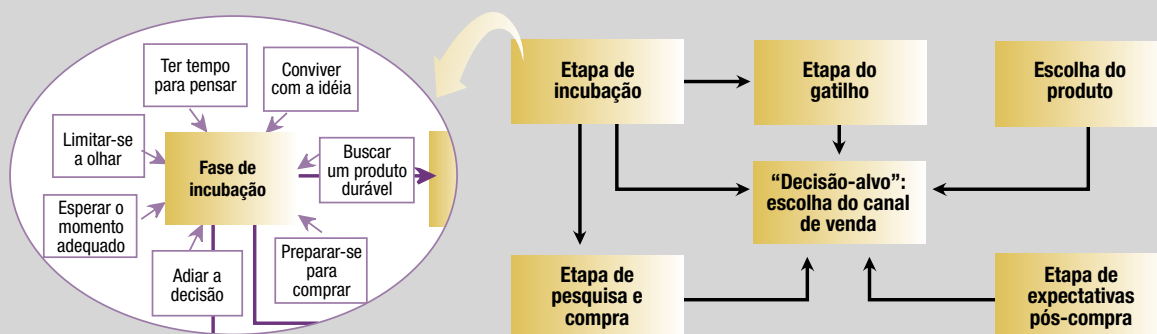 Ter tempo
para pensar
Conviver
com a idéia
Limitar-se
a olhar
Fase de
incubação
Buscar
um produto
durável
Esperar o
momento
adequado
Adiar a
decisão
Preparar-se
para
comprar
Etapa de
incubação
Etapa do
gatilho
Escolha do
produto
“Decisão-alvo”:
escolha do canal
de venda
Etapa de
pesquisa e
compra
Etapa de
expectativas
pós-compra